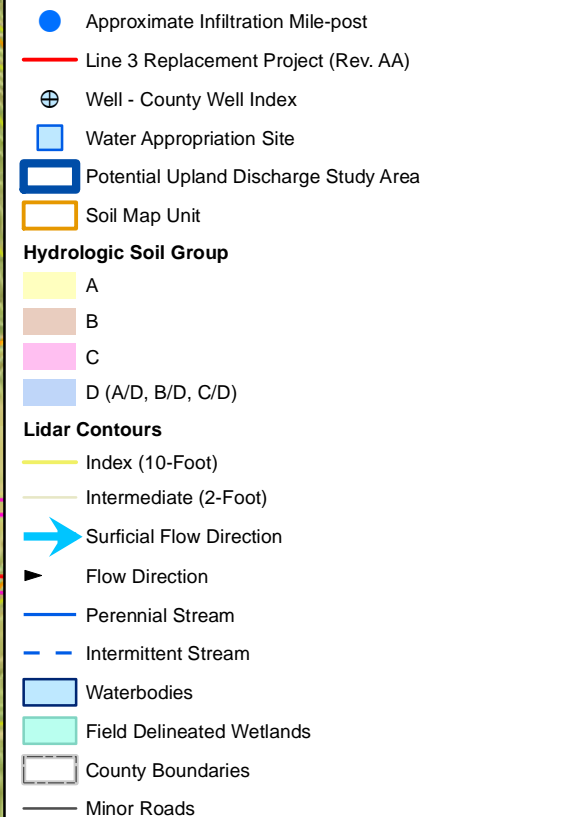 Approximate Infiltration Mile-post
Line 3 Replacement Project (Rev. AA)
Well - County Well Index
Water Appropriation Site
Potential Upland Discharge Study Area
Soil Map Unit
Hydrologic Soil Group
A
B
C
D (A/D, B/D, C/D)
Lidar Contours
Index (10-Foot)
Intermediate (2-Foot)
Surficial Flow Direction
Flow Direction
Perennial Stream
Intermittent Stream
Waterbodies
Field Delineated Wetlands
County Boundaries
Minor Roads